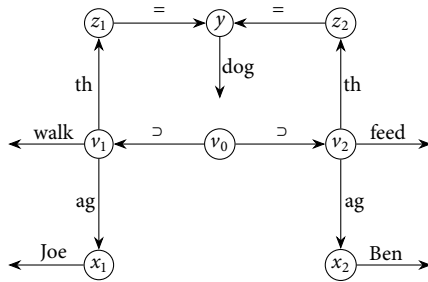 z1 = y = z2
dog
th th
walk v1 ⊃ v0 ⊃ v2 feed
ag ag
Joe x1 x2 Ben